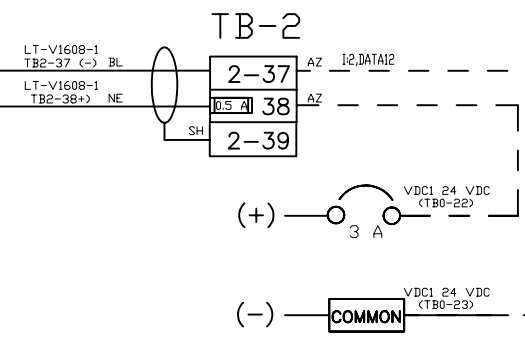 TB-2
LT-V1608-1
TB2-37 (-) BL
2-37
AZ
I:2,DATA12
LT-V1608-1
TB2-38+) NE
0.5 A
38
AZ
SH
2-39
(+)
3 A
VDC1 24 VDC
(TB0-22)
(-)
COMMON
VDC1 24 VDC
(TB0-23)